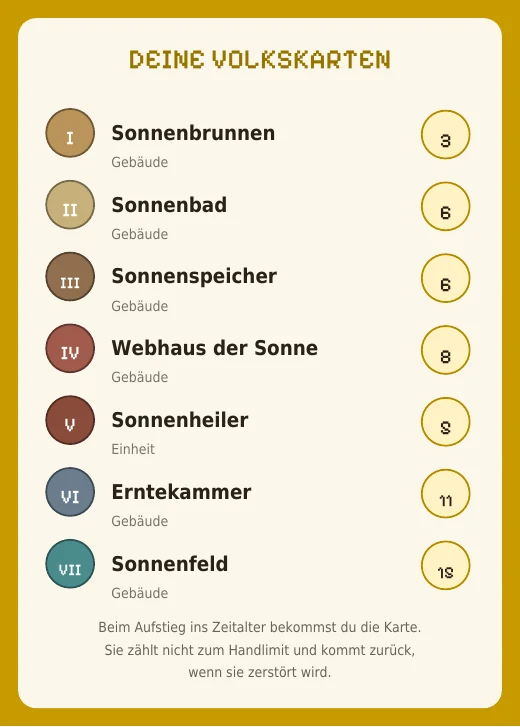 DEINE VOLKSKARTEN
I Sonnenbrunnen 3
Gebäude
II Sonnenbad 6
Gebäude
III Sonnenspeicher 6
Gebäude
IV Webhaus der Sonne 8
Gebäude
V Sonnenheiler
Einheit
VI Erntekammer 11
Gebäude
VII Sonnenfeld
Gebäude
Beim Aufstieg ins Zeitalter bekommst du die Karte.
Sie zählt nicht zum Handlimit und kommt zurück,
wenn sie zerstört wird.